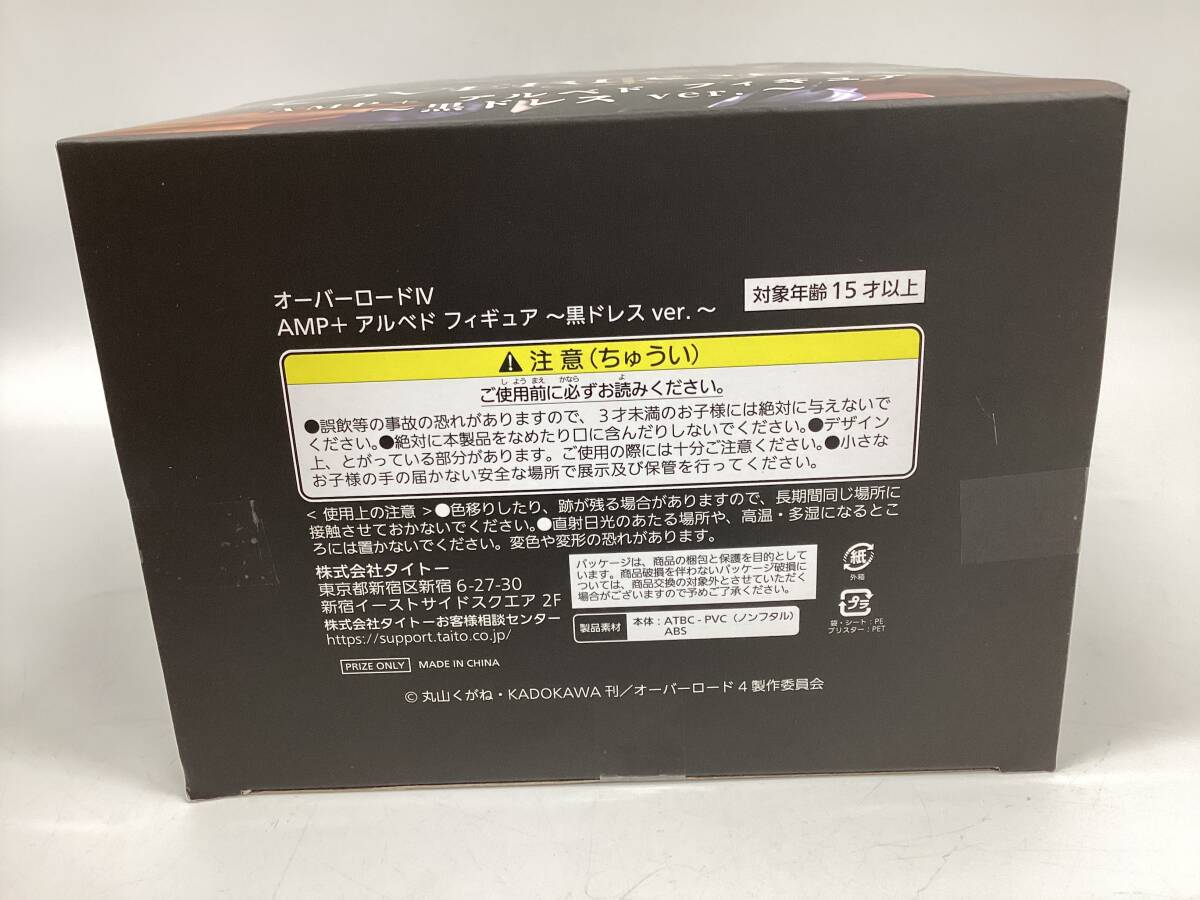 AMP+ アルベド フィギュア
～黒ドレス ver.～
オーバーロードⅣ
AMP+ アルベド フィギュア ～黒ドレス ver. ～
対象年齢 15 才以上
注 意（ちゅうい）
し よう まえ かなら よ
ご使用前に必ずお読みください。
●誤飲等の事故の恐れがありますので、３才未満のお子様には絶対に与えないで
ください。●絶対に本製品をなめたり口に含んだりしないでください。●デザイン
上、とがっている部分があります。ご使用の際には十分ご注意ください。●小さな
お子様の手の届かない安全な場所で展示及び保管を行ってください。
< 使用上の注意 >●色移りしたり、跡が残る場合がありますので、長期間同じ場所に
接触させておかないでください。●直射日光のあたる場所や、高温・多湿になるとこ
ろには置かないでください。変色や変形の恐れがあります。
株式会社タイトー
東京都新宿区新宿 6-27-30
新宿イーストサイドスクエア 2F
株式会社タイトーお客様相談センター
https://support.taito.co.jp/
パッケージは、商品の梱包と保護を目的として
います。商品破損を伴わないパッケージ破損に
ついては、商品交換の対象外とさせていただく
場合がございますので予めご了承ください。
製品素材
本体：ATBC - PVC（ノンフタル）
ABS
紙
外箱
プラ
袋・シート：PE
ブリスター：PET
PRIZE ONLY
MADE IN CHINA
© 丸山くがね・KADOKAWA 刊／オーバーロード 4 製作委員会